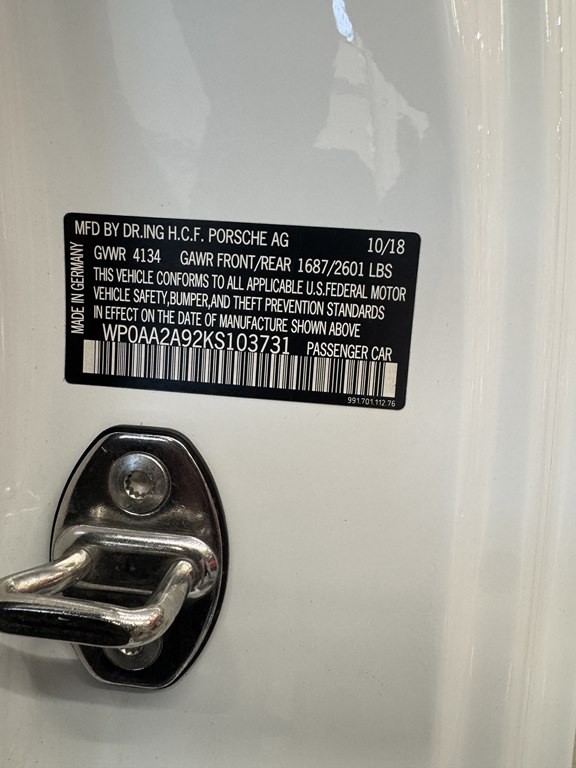 MFD BY DR.ING H.C.F. PORSCHE AG 10/18
GVWR 4134 GAWR FRONT/REAR 1687/2601 LBS
THIS VEHICLE CONFORMS TO ALL APPLICABLE U.S.FEDERAL MOTOR
VEHICLE SAFETY,BUMPER,AND THEFT PREVENTION STANDARDS
IN EFFECT ON THE DATE OF MANUFACTURE SHOWN ABOVE
WP0AA2A92KS103731 PASSENGER CAR
991.701.112.76
MADE IN GERMANY